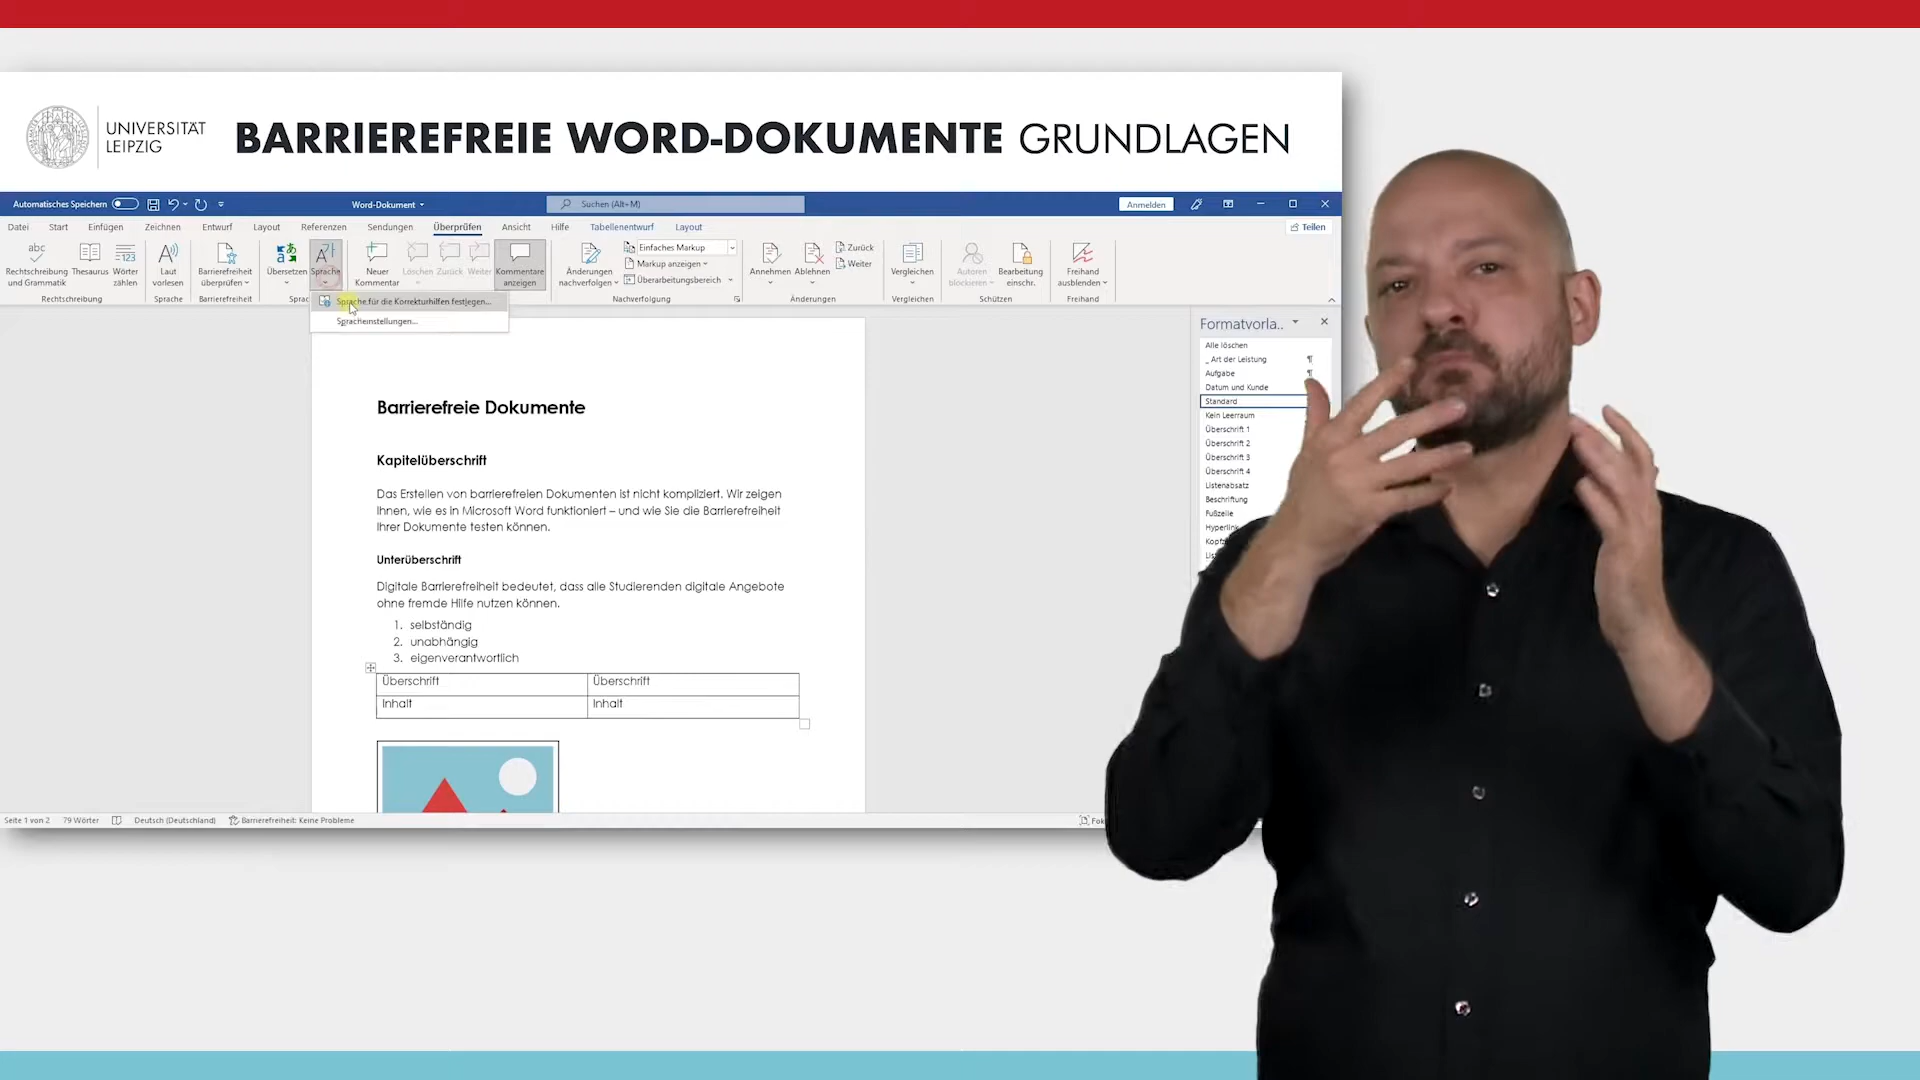 UNIVERSITÄT
LEIPZIG
BARRIEREFREIE WORD-DOKUMENTE GRUNDLAGEN
Automatisches Speichern
Word-Dokument
Suchen (Alt+M)
Anmelden
Datei Start Einfügen Zeichnen Entwurf Layout Referenzen Sendungen Überprüfen Ansicht Hilfe Tabellenentwurf Layout
Teilen
abc
Rechtschreibung und Grammatik
Thesaurus
123
Wörter zählen
Laut vorlesen
Barrierefreiheit überprüfen
Übersetzen
Sprache
Neuer Kommentar
Löschen
Zurück
Weiter
Kommentare anzeigen
Änderungen nachverfolgen
Einfaches Markup
Markup anzeigen
Überarbeitungsbereich
Annehmen
Ablehnen
Zurück
Weiter
Vergleichen
Autoren blockieren
Bearbeitung einschr.
Freihand ausblenden
Rechtschreibung Sprache Barrierefreiheit Nachverfolgung Änderungen Vergleichen Schützen Freihand
Sprache für die Korrekturhilfen festlegen...
Spracheinstellungen...
Barrierefreie Dokumente
Kapitelüberschrift
Das Erstellen von barrierefreien Dokumenten ist nicht kompliziert. Wir zeigen
Ihnen, wie es in Microsoft Word funktioniert – und wie Sie die Barrierefreiheit
Ihrer Dokumente testen können.
Unterüberschrift
Digitale Barrierefreiheit bedeutet, dass alle Studierenden digitale Angebote
ohne fremde Hilfe nutzen können.
1. selbständig
2. unabhängig
3. eigenverantwortlich
Überschrift Überschrift
Inhalt Inhalt
Formatvorla..
Alle löschen
_ Art der Leistung ¶
Aufgabe ¶
Datum und Kunde
Standard
Kein Leerraum
Überschrift 1
Überschrift 2
Überschrift 3
Überschrift 4
Listenabsatz
Beschriftung
Fußzeile
Hyperlink
Seite 1 von 2 79 Wörter Deutsch (Deutschland) Barrierefreiheit: Keine Probleme